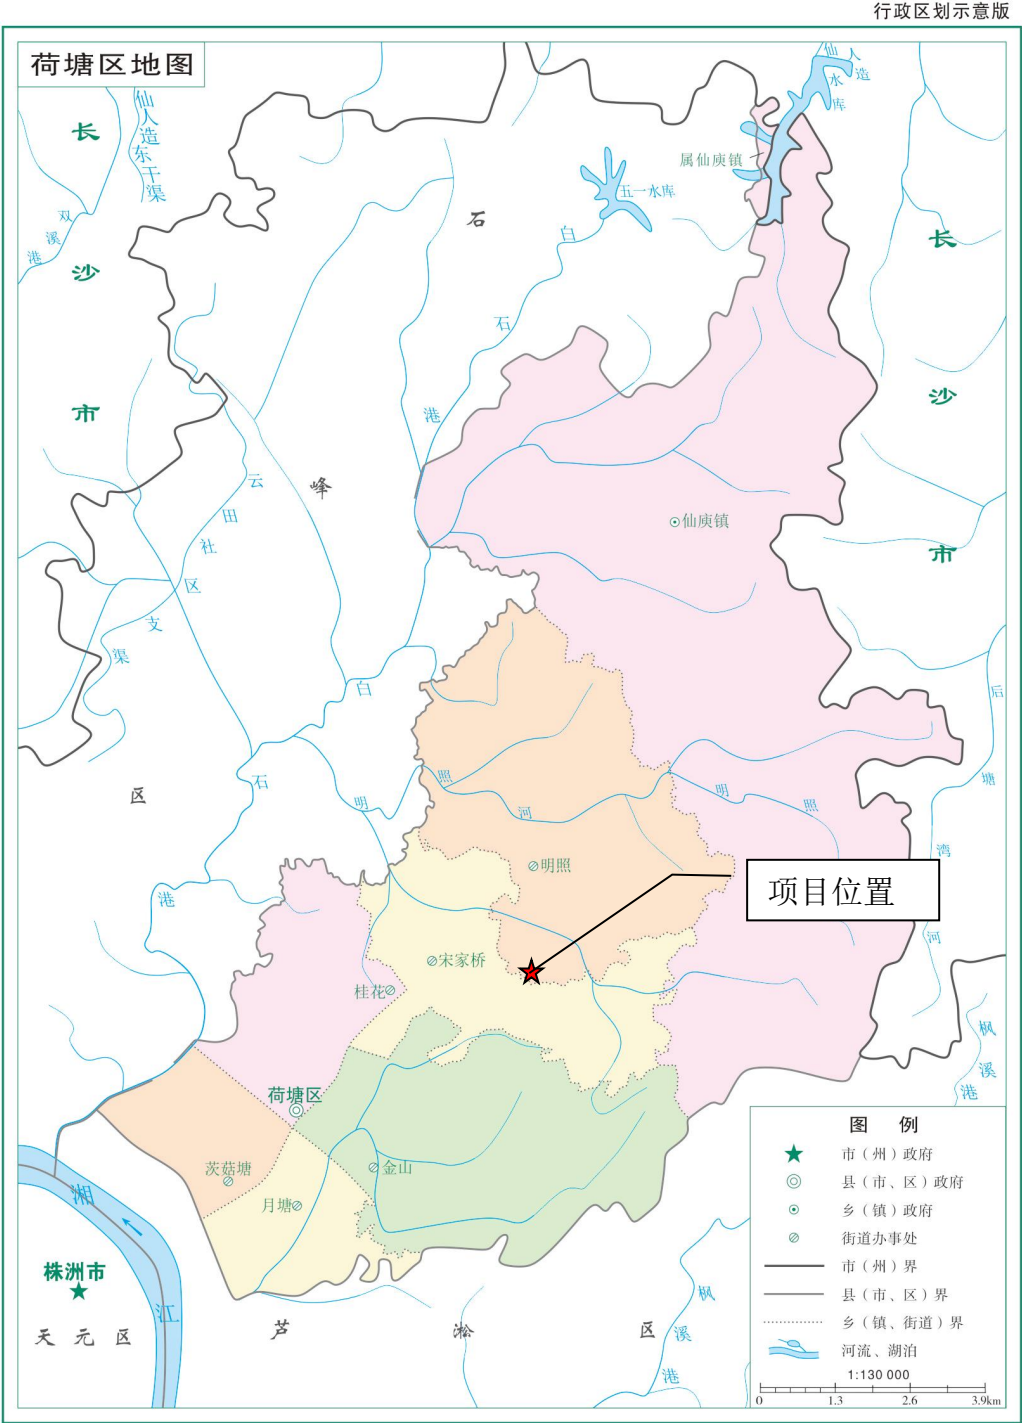 行政区划示意版
荷塘区地图
仙人造水库
长沙市
仙人造东干渠
双溪港
属仙庾镇
五一水库
石峰区
白石港
长沙市
云田社区支渠
仙庾镇
白石港
后塘湾河
明照河
明照
明照
项目位置
宋家桥
桂花
枫溪港
荷塘区
茨菇塘
金山
月塘
湘江
株洲市
天元区
芦淞区
枫溪港
图 例
市（州）政府
县（市、区）政府
乡（镇）政府
街道办事处
市（州）界
县（市、区）界
乡（镇、街道）界
河流、湖泊
1:130 000
0 1.3 2.6 3.9km